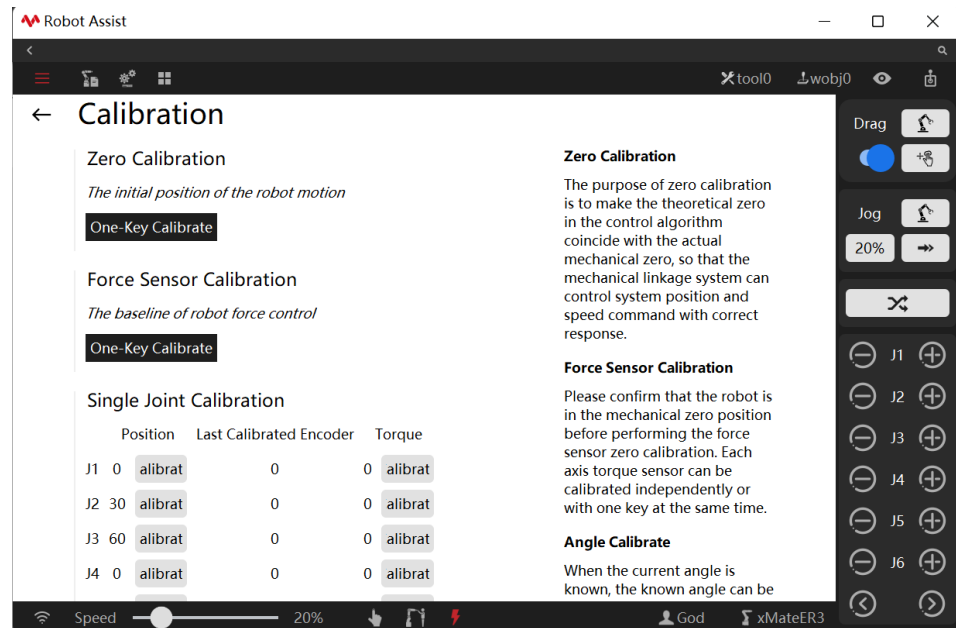 Robot Assist
tool0
wobj0
Calibration
Zero Calibration
The initial position of the robot motion
One-Key Calibrate
Force Sensor Calibration
The baseline of robot force control
One-Key Calibrate
Single Joint Calibration
Position Last Calibrated Encoder Torque
J1 0 alibrat 0 0 alibrat
J2 30 alibrat 0 0 alibrat
J3 60 alibrat 0 0 alibrat
J4 0 alibrat 0 0 alibrat
Zero Calibration
The purpose of zero calibration
is to make the theoretical zero
in the control algorithm
coincide with the actual
mechanical zero, so that the
mechanical linkage system can
control system position and
speed command with correct
response.
Force Sensor Calibration
Please confirm that the robot is
in the mechanical zero position
before performing the force
sensor zero calibration. Each
axis torque sensor can be
calibrated independently or
with one key at the same time.
Angle Calibrate
When the current angle is
known, the known angle can be
Drag
Jog
20%
J1
J2
J3
J4
J5
J6
Speed 20% God xMateER3